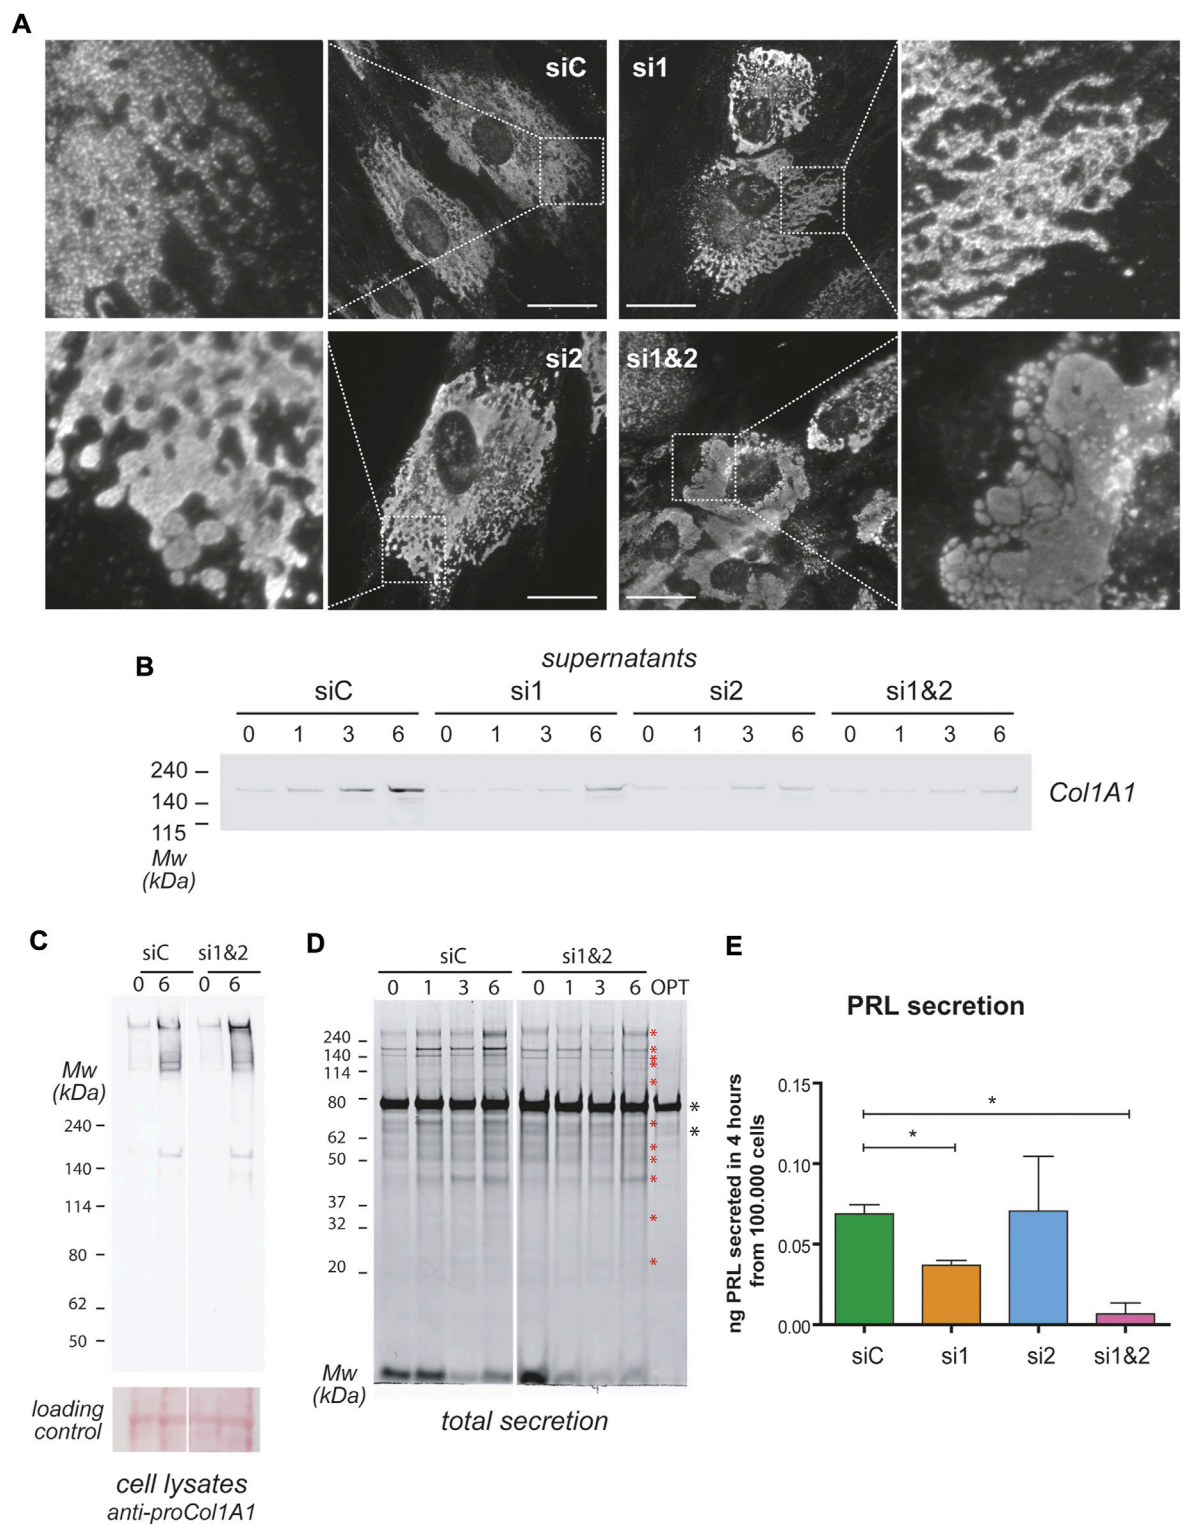 A
siC
si1
si2
si1&2
B
supernatants
siC si1 si2 si1&2
0 1 3 6 0 1 3 6 0 1 3 6 0 1 3 6
240
140
115
Mw
(kDa)
Col1A1
C
siC si1&2
0 6 0 6
Mw
(kDa)
240
140
114
80
62
50
loading
control
cell lysates
anti-proCol1A1
D
siC si1&2
0 1 3 6 0 1 3 6 OPT
240
140
114
80
62
50
37
32
20
Mw
(kDa)
*
*
*
*
*
*
*
*
*
*
*
*
*
total secretion
E
PRL secretion
ng PRL secreted in 4 hours
from 100.000 cells
0.15
0.10
0.05
0.00
*
*
siC si1 si2 si1&2